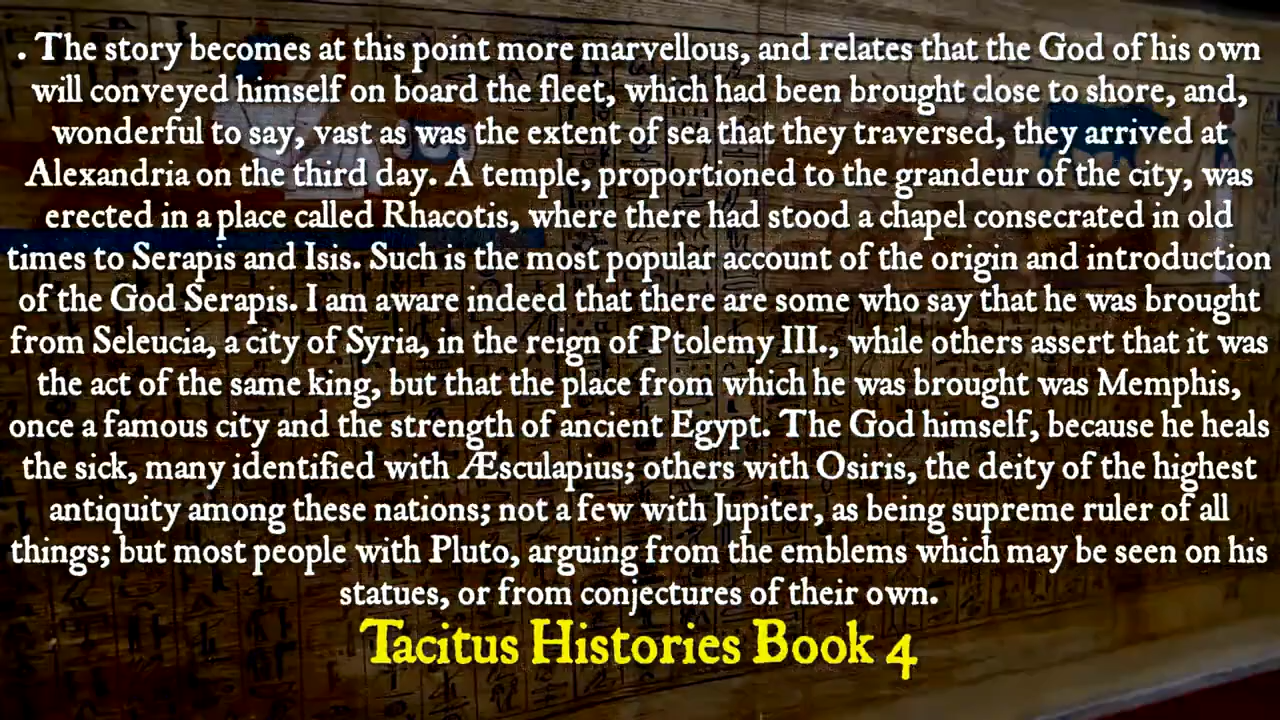 . The story becomes at this point more marvellous, and relates that the God of his own
will conveyed himself on board the fleet, which had been brought close to shore, and,
wonderful to say, vast as was the extent of sea that they traversed, they arrived at
Alexandria on the third day. A temple, proportioned to the grandeur of the city, was
erected in a place called Rhacotis, where there had stood a chapel consecrated in old
times to Serapis and Isis. Such is the most popular account of the origin and introduction
of the God Serapis. I am aware indeed that there are some who say that he was brought
from Seleucia, a city of Syria, in the reign of Ptolemy III., while others assert that it was
the act of the same king, but that the place from which he was brought was Memphis,
once a famous city and the strength of ancient Egypt. The God himself, because he heals
the sick, many identified with Æsculapius; others with Osiris, the deity of the highest
antiquity among these nations; not a few with Jupiter, as being supreme ruler of all
things; but most people with Pluto, arguing from the emblems which may be seen on his
statues, or from conjectures of their own.
Tacitus Histories Book 4